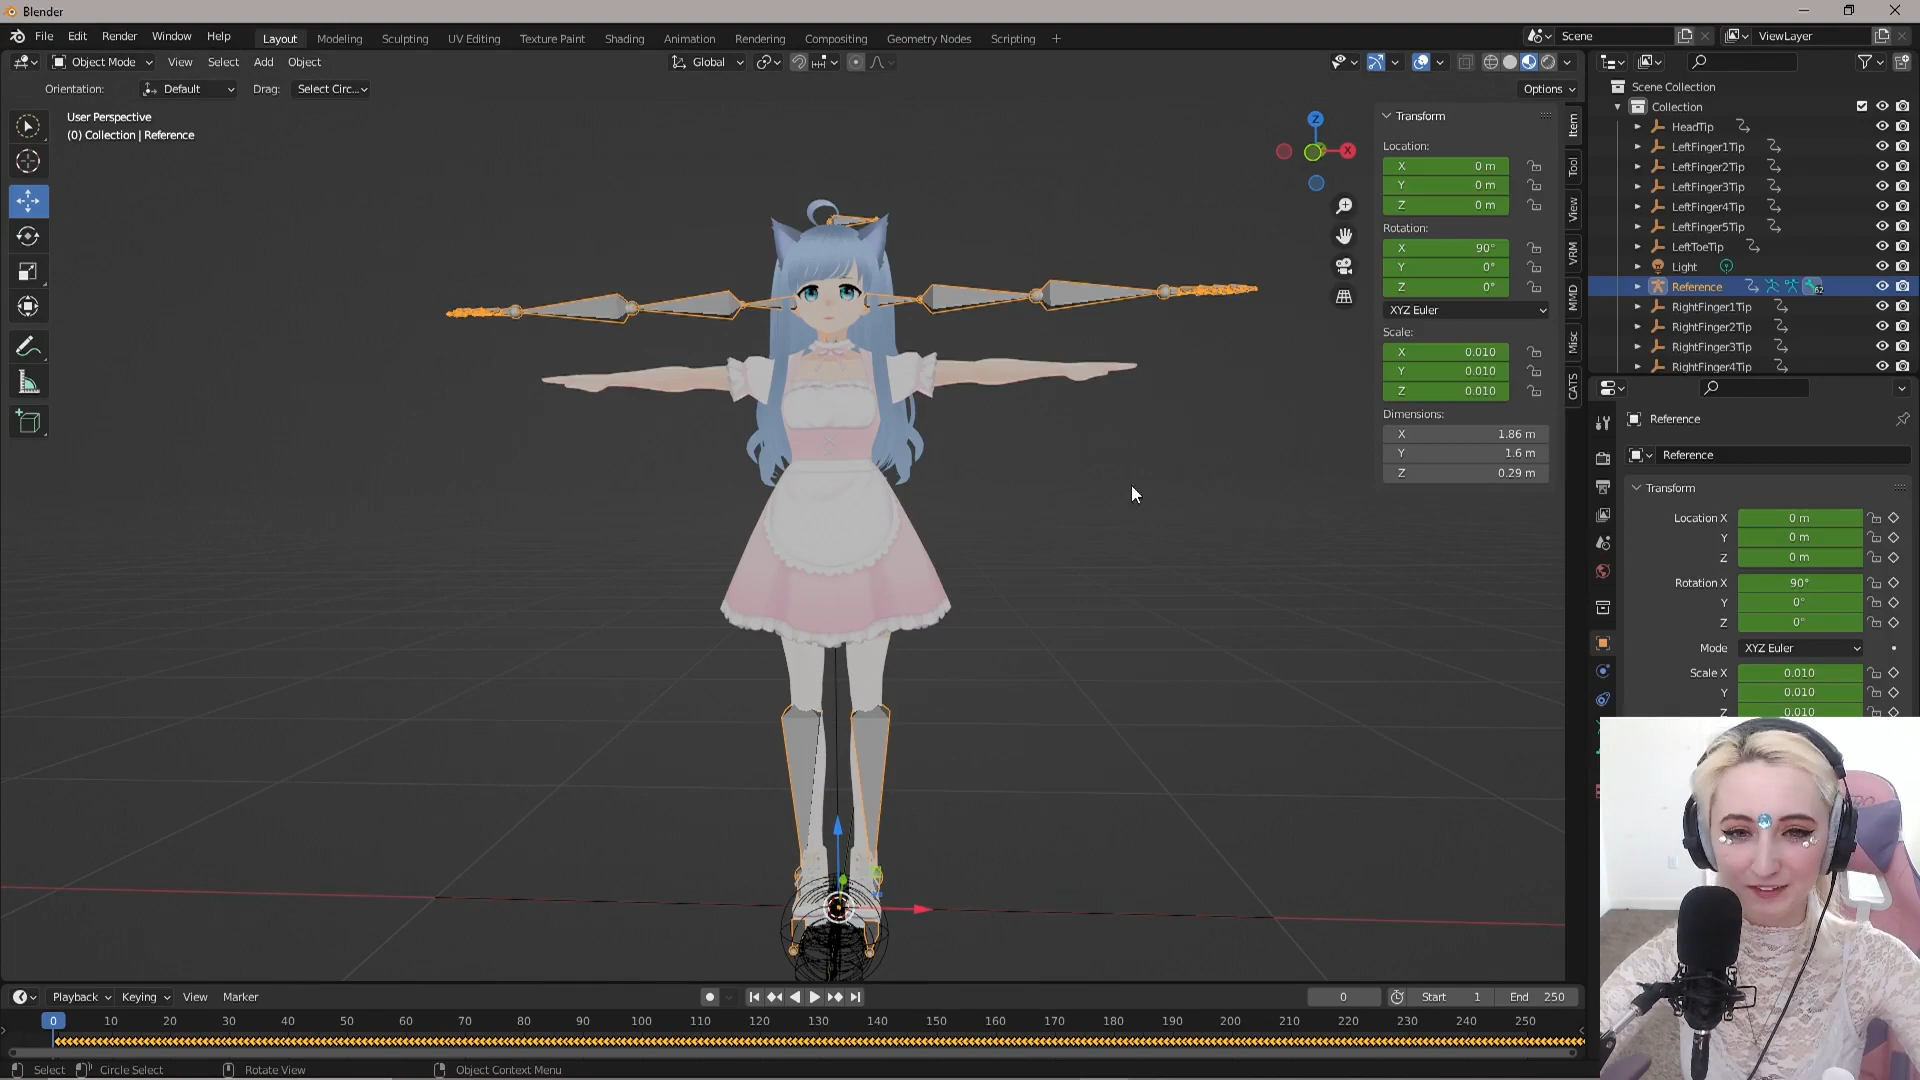 Blender
File Edit Render Window Help
Layout Modeling Sculpting UV Editing Texture Paint Shading Animation Rendering Compositing Geometry Nodes Scripting +
Scene
ViewLayer
Object Mode View Select Add Object
Global
Orientation: Default Drag: Select Circ...
Options
User Perspective
(0) Collection | Reference
Z
X
Transform
Location:
X 0 m
Y 0 m
Z 0 m
Rotation:
X 90°
Y 0°
Z 0°
XYZ Euler
Scale:
X 0.010
Y 0.010
Z 0.010
Dimensions:
X 1.86 m
Y 1.6 m
Z 0.29 m
Item
Tool
View
VRM
MMD
Misc
CATS
Scene Collection
Collection
HeadTip
LeftFinger1Tip
LeftFinger2Tip
LeftFinger3Tip
LeftFinger4Tip
LeftFinger5Tip
LeftToeTip
Light
Reference 62
RightFinger1Tip
RightFinger2Tip
RightFinger3Tip
RightFinger4Tip
Reference
Reference
Transform
Location X 0 m
Y 0 m
Z 0 m
Rotation X 90°
Y 0°
Z 0°
Mode XYZ Euler
Scale X 0.010
Y 0.010
Z 0.010
Playback Keying View Marker
0
Start 1
End 250
0 10 20 30 40 50 60 70 80 90 100 110 120 130 140 150 160 170 180 190 200 210 220 230 240 250
Select Circle Select Rotate View Object Context Menu